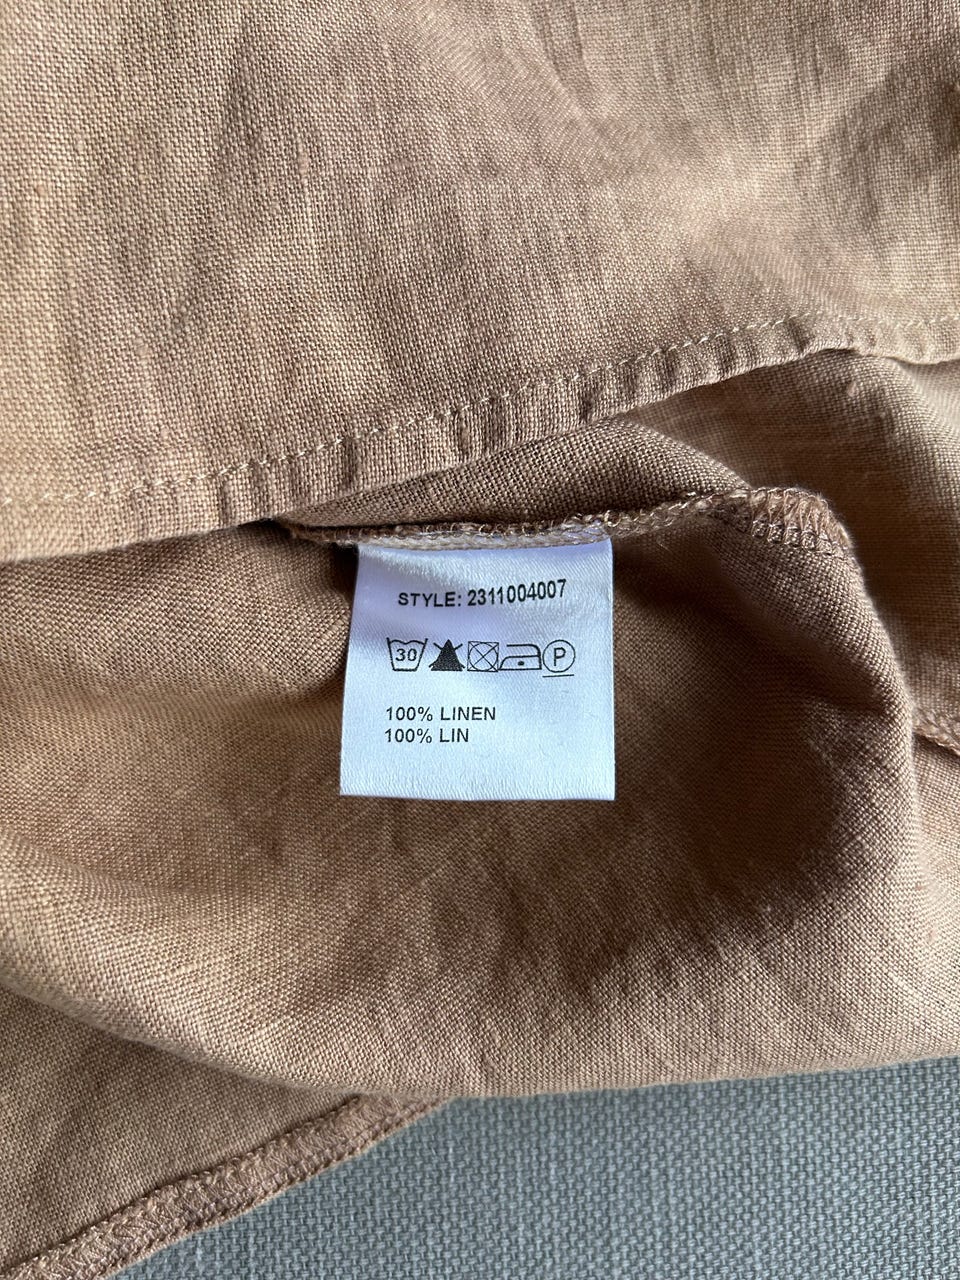 STYLE: 2311004007
30 P
100% LINEN
100% LIN